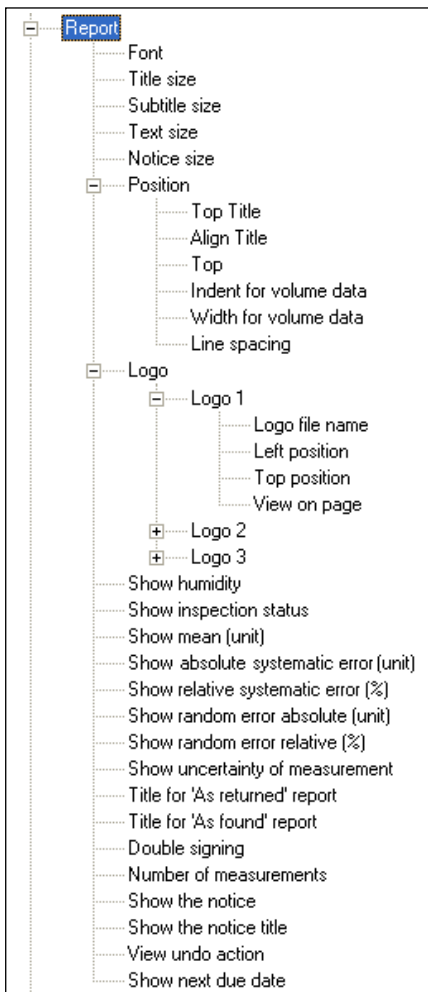 Report
Font
Title size
Subtitle size
Text size
Notice size
Position
Top Title
Align Title
Top
Indent for volume data
Width for volume data
Line spacing
Logo
Logo 1
Logo file name
Left position
Top position
View on page
Logo 2
Logo 3
Show humidity
Show inspection status
Show mean (unit)
Show absolute systematic error (unit)
Show relative systematic error (%)
Show random error absolute (unit)
Show random error relative (%)
Show uncertainty of measurement
Title for 'As returned' report
Title for 'As found' report
Double signing
Number of measurements
Show the notice
Show the notice title
View undo action
Show next due date